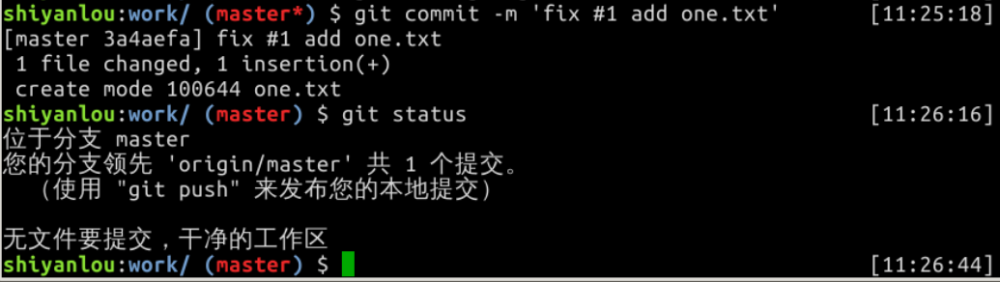 shiyanlou:work/ (master*) $ git commit -m 'fix #1 add one.txt' [11:25:18]
[master 3a4aefa] fix #1 add one.txt
1 file changed, 1 insertion(+)
create mode 100644 one.txt
shiyanlou:work/ (master) $ git status [11:26:16]
位于分支 master
您的分支领先 'origin/master' 共 1 个提交。
（使用 "git push" 来发布您的本地提交）
无文件要提交，干净的工作区
shiyanlou:work/ (master) $ [11:26:44]